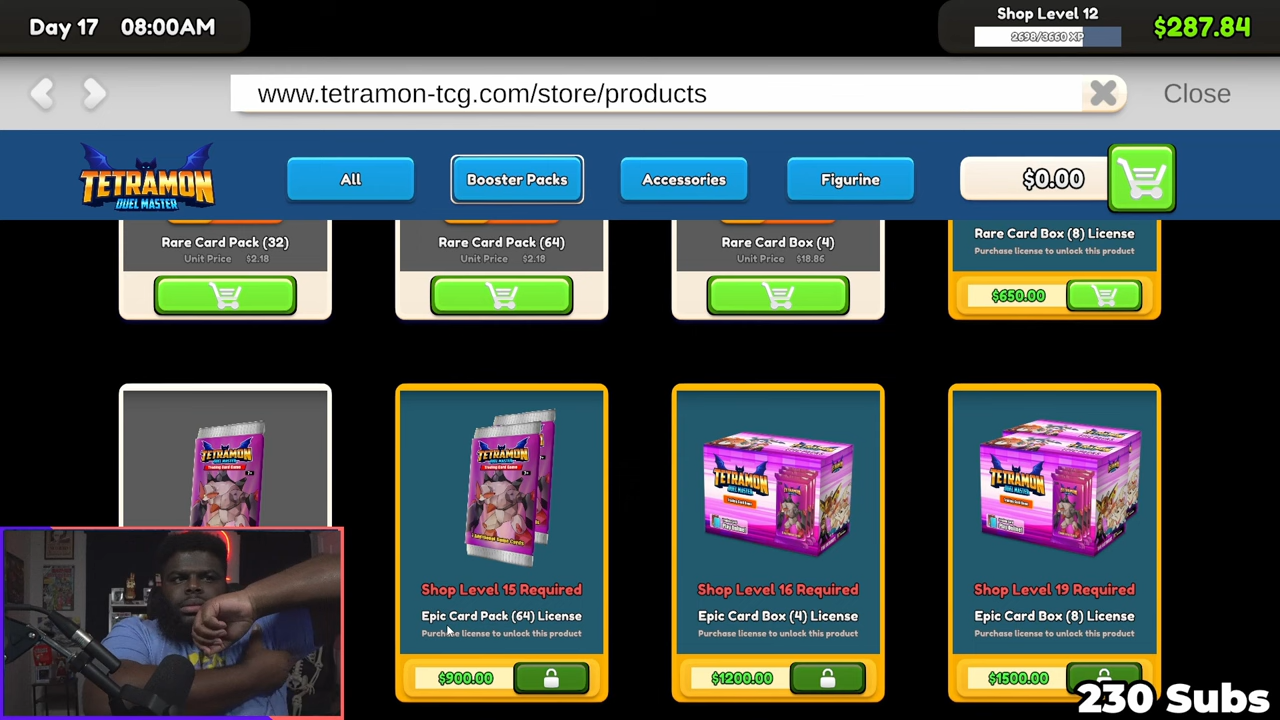 Day 17 08:00AM
Shop Level 12
2698/3660 XP
$287.84
www.tetramon-tcg.com/store/products
Close
TETRAMON
DUEL MASTER
All
Booster Packs
Accessories
Figurine
$0.00
Rare Card Pack (32)
Unit Price $2.18
Rare Card Pack (64)
Unit Price $2.18
Rare Card Box (4)
Unit Price $18.86
Rare Card Box (8) License
Purchase license to unlock this product
$650.00
TETRAMON
TETRAMON
TETRAMON
TETRAMON
Shop Level 15 Required
Epic Card Pack (64) License
Purchase license to unlock this product
$900.00
Shop Level 16 Required
Epic Card Box (4) License
Purchase license to unlock this product
$1200.00
Shop Level 19 Required
Epic Card Box (8) License
Purchase license to unlock this product
$1500.00
230 Subs